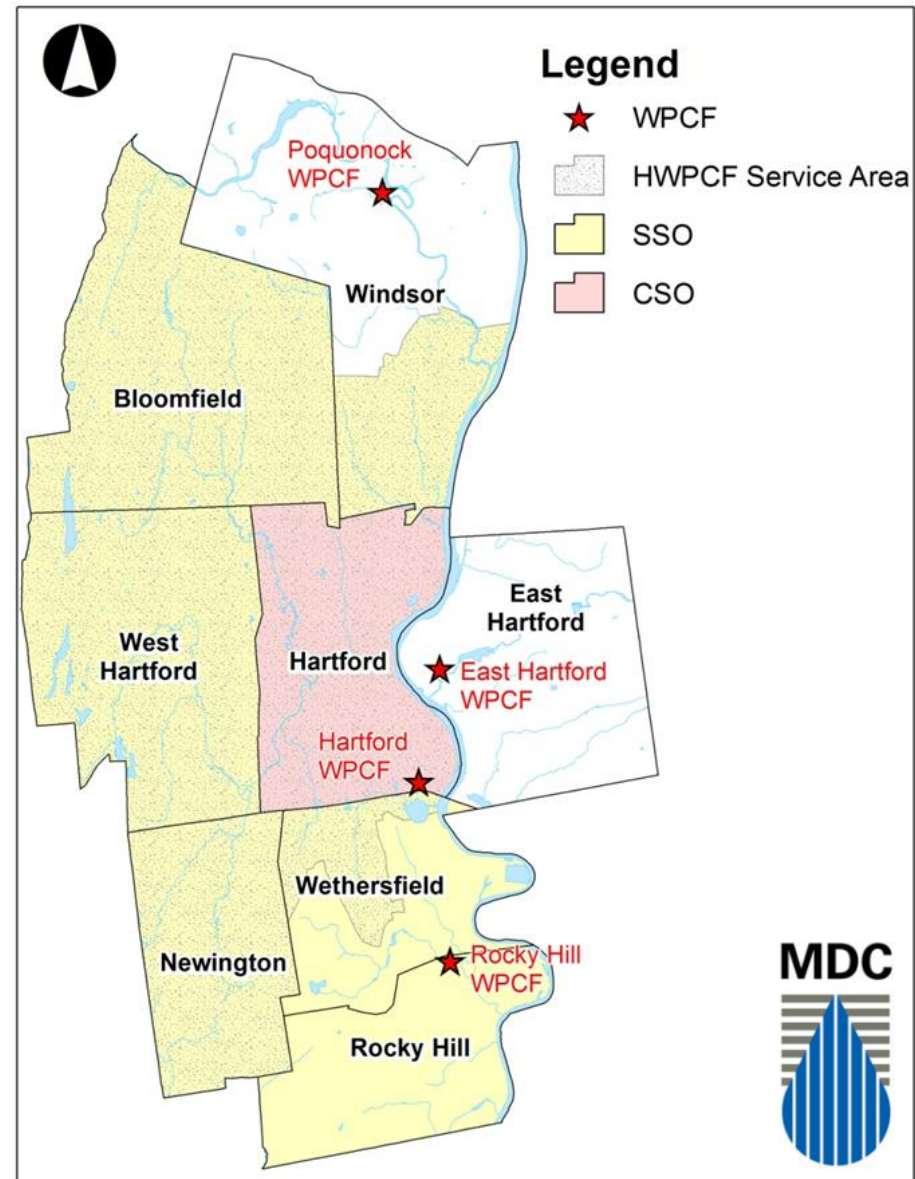 Legend
WPCF
HWPCF Service Area
SSO
CSO
Poquonock
WPCF
Windsor
Bloomfield
East
Hartford
West
Hartford
Hartford
East Hartford
WPCF
Hartford
WPCF
Wethersfield
Newington
Rocky Hill
WPCF
Rocky Hill
MDC